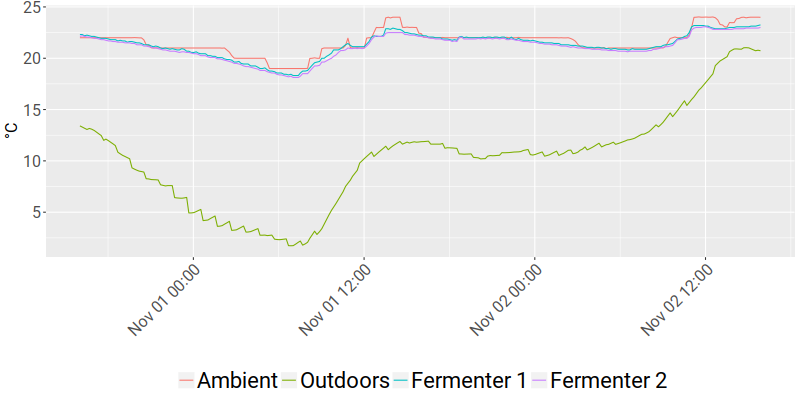 25
20
15
10
5
°C
Nov 01 00:00
Nov 01 12:00
Nov 02 00:00
Nov 02 12:00
Ambient Outdoors Fermenter 1 Fermenter 2